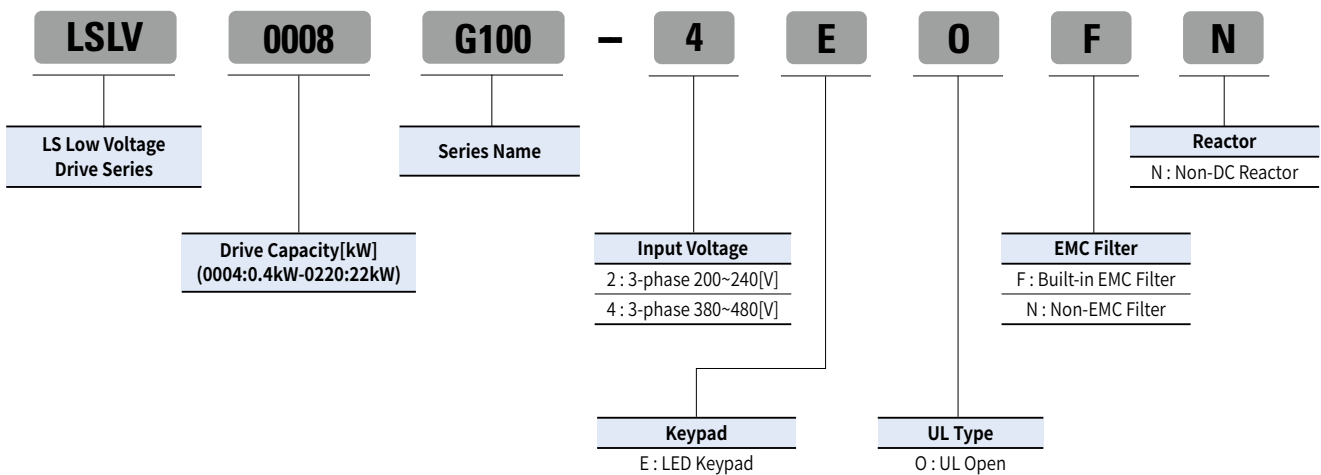 LSLV 0008 G100 – 4 E O F N
LS Low Voltage
Drive Series
Series Name
Reactor
N : Non-DC Reactor
Drive Capacity[kW]
(0004:0.4kW-0220:22kW)
Input Voltage
2 : 3-phase 200~240[V]
4 : 3-phase 380~480[V]
EMC Filter
F : Built-in EMC Filter
N : Non-EMC Filter
Keypad
E : LED Keypad
UL Type
O : UL Open